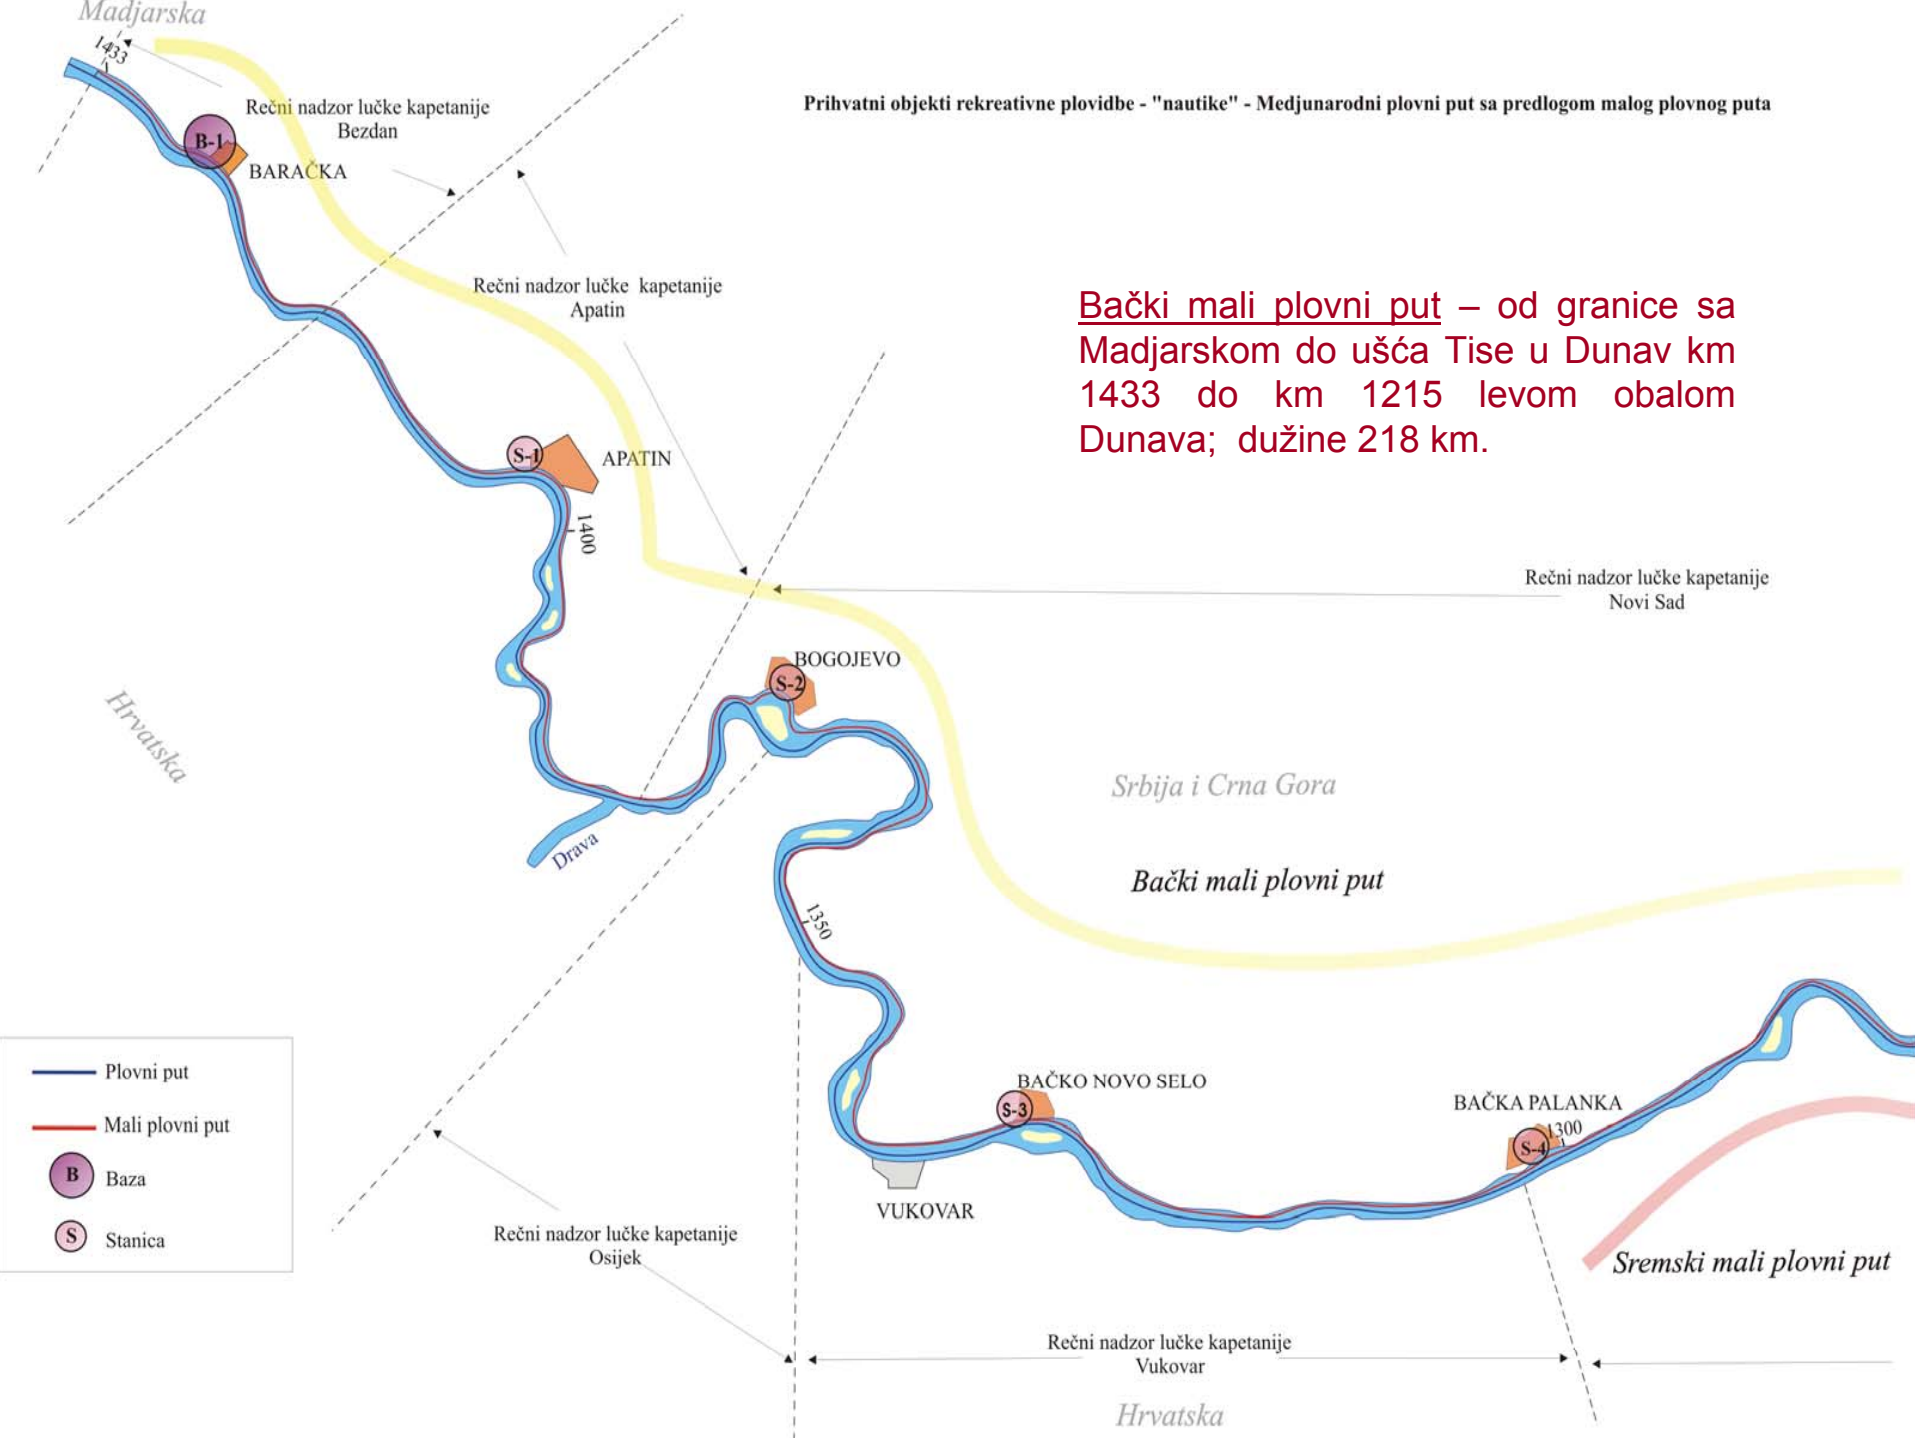 Madjarska
1433
Rečni nadzor lučke kapetanije
Bezdan
Prihvatni objekti rekreativne plovidbe - "nautike" - Medjunarodni plovni put sa predlogom malog plovnog puta
B-1
BARAČKA
Rečni nadzor lučke kapetanije
Apatin
Bački mali plovni put – od granice sa
Madjarskom do ušća Tise u Dunav km
1433 do km 1215 levom obalom
Dunava; dužine 218 km.
S-1
APATIN
1400
Rečni nadzor lučke kapetanije
Novi Sad
BOGOJEVO
S-2
Hrvatska
Srbija i Crna Gora
Drava
Bački mali plovni put
1350
Plovni put
Mali plovni put
B
Baza
S
Stanica
BAČKO NOVO SELO
S-3
BAČKA PALANKA
1300
S-4
VUKOVAR
Rečni nadzor lučke kapetanije
Osijek
Sremski mali plovni put
Rečni nadzor lučke kapetanije
Vukovar
Hrvatska